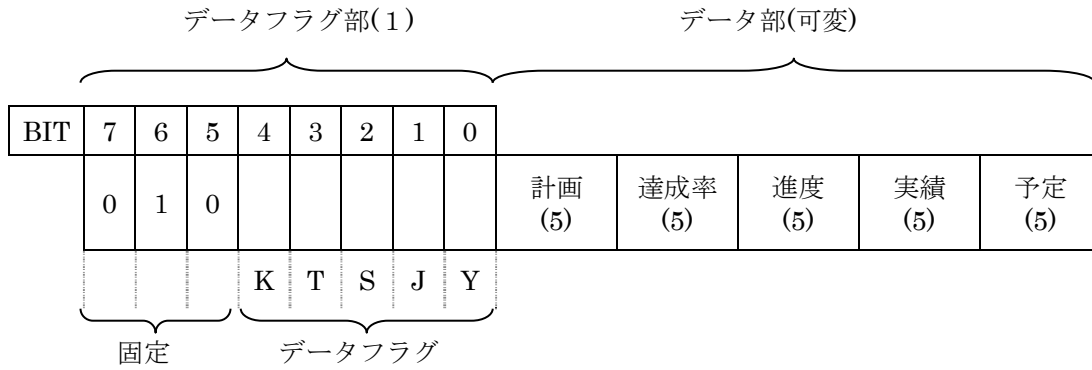 データフラグ部(1) データ部(可変)
BIT 7 6 5 4 3 2 1 0
0 1 0 計画 達成率 進度 実績 予定
(5) (5) (5) (5) (5)
K T S J Y
固定 データフラグ